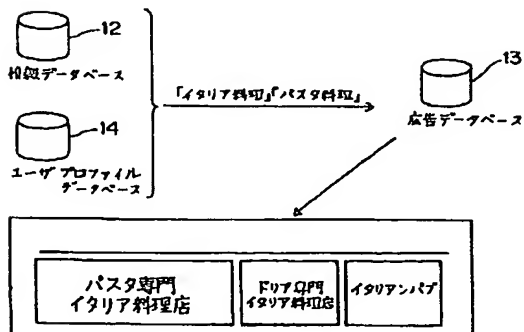 12
データベース
14
ユーザプロファイル
データベース
「イタリア料理」「パスタ料理」
13
広告データベース
パスタ専門
イタリア料理店
ドリア専門
イタリア料理店
イタリアンパブ